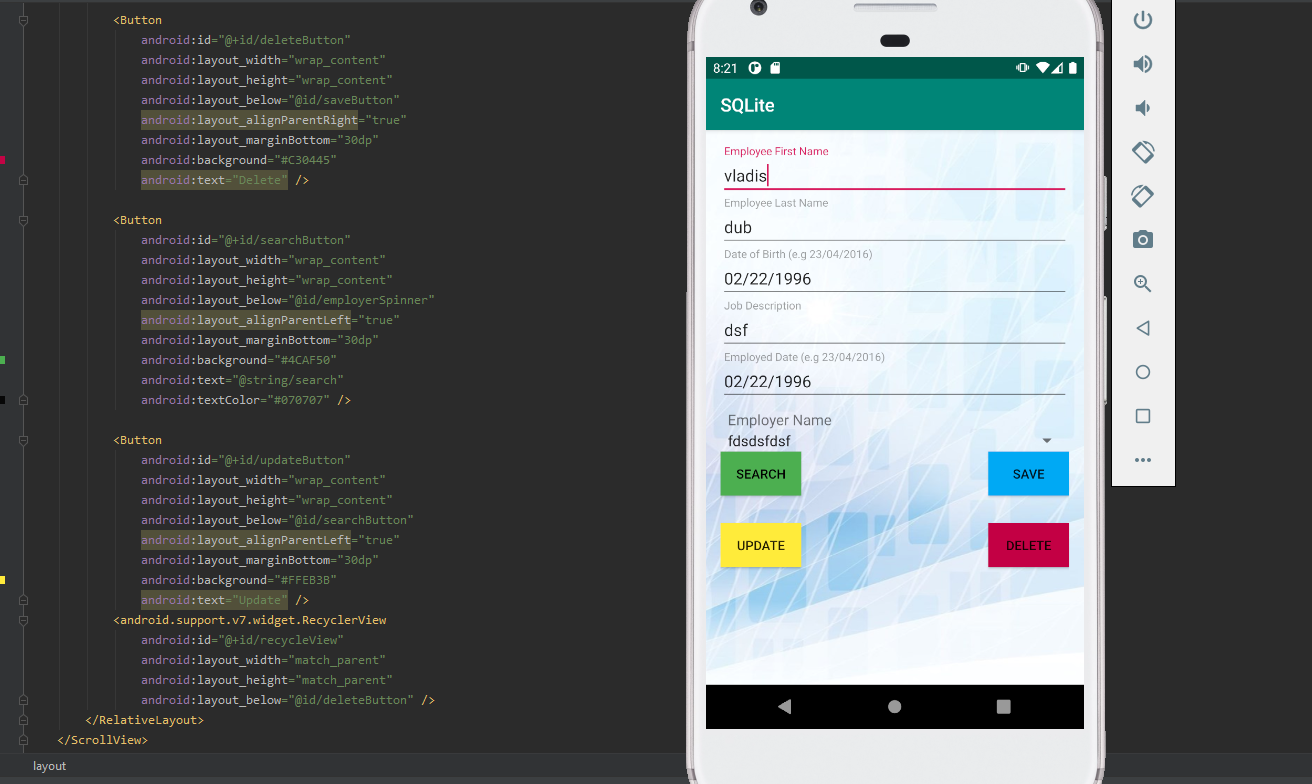 <Button
android:id="@+id/deleteButton"
android:layout_width="wrap_content"
android:layout_height="wrap_content"
android:layout_below="@id/saveButton"
android:layout_alignParentRight="true"
android:layout_marginBottom="30dp"
android:background="#C30445"
android:text="Delete" />
<Button
android:id="@+id/searchButton"
android:layout_width="wrap_content"
android:layout_height="wrap_content"
android:layout_below="@id/employerSpinner"
android:layout_alignParentLeft="true"
android:layout_marginBottom="30dp"
android:background="#4CAF50"
android:text="@string/search"
android:textColor="#070707" />
<Button
android:id="@+id/updateButton"
android:layout_width="wrap_content"
android:layout_height="wrap_content"
android:layout_below="@id/searchButton"
android:layout_alignParentLeft="true"
android:layout_marginBottom="30dp"
android:background="#FFEB3B"
android:text="Update" />
<android.support.v7.widget.RecyclerView
android:id="@+id/recycleView"
android:layout_width="match_parent"
android:layout_height="match_parent"
android:layout_below="@id/deleteButton" />
</RelativeLayout>
</ScrollView>
layout
8:21
SQLite
Employee First Name
vladis
Employee Last Name
dub
Date of Birth (e.g 23/04/2016)
02/22/1996
Job Description
dsf
Employed Date (e.g 23/04/2016)
02/22/1996
Employer Name
fdsdsfdsf
SEARCH SAVE
UPDATE DELETE